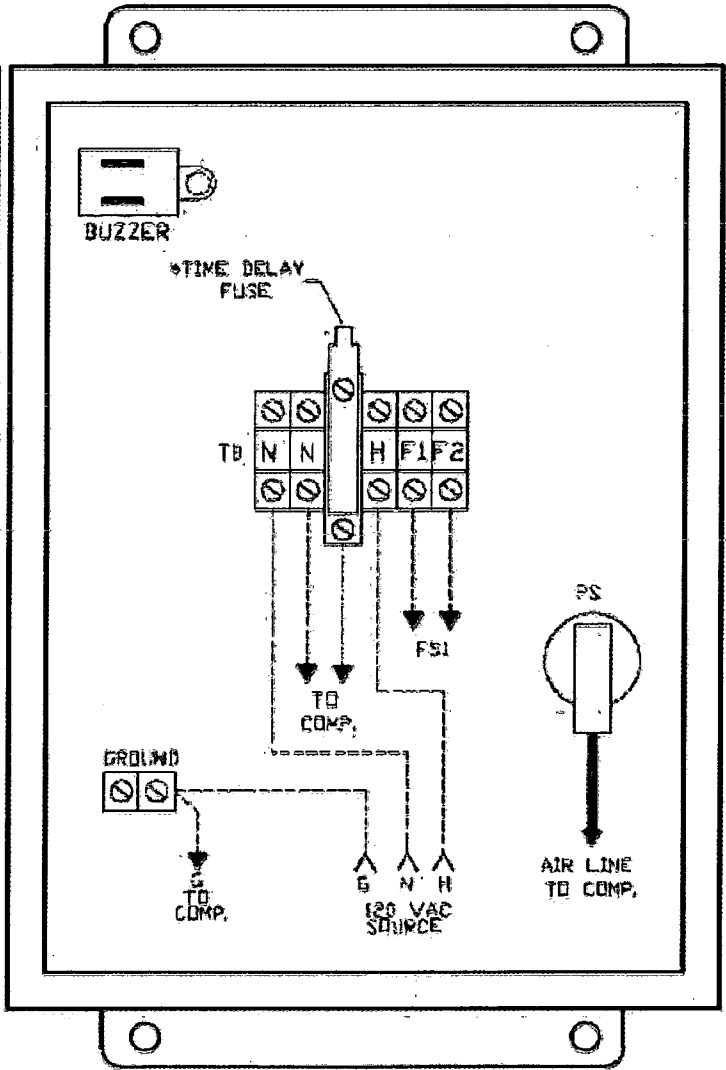 BUZZER
*TIME DELAY
FUSE
TB N N H F1 F2
PS
FS1
TO
COMP.
GROUND
G
TO
COMP.
G N H
120 VAC
SOURCE
AIR LINE
TO COMP.